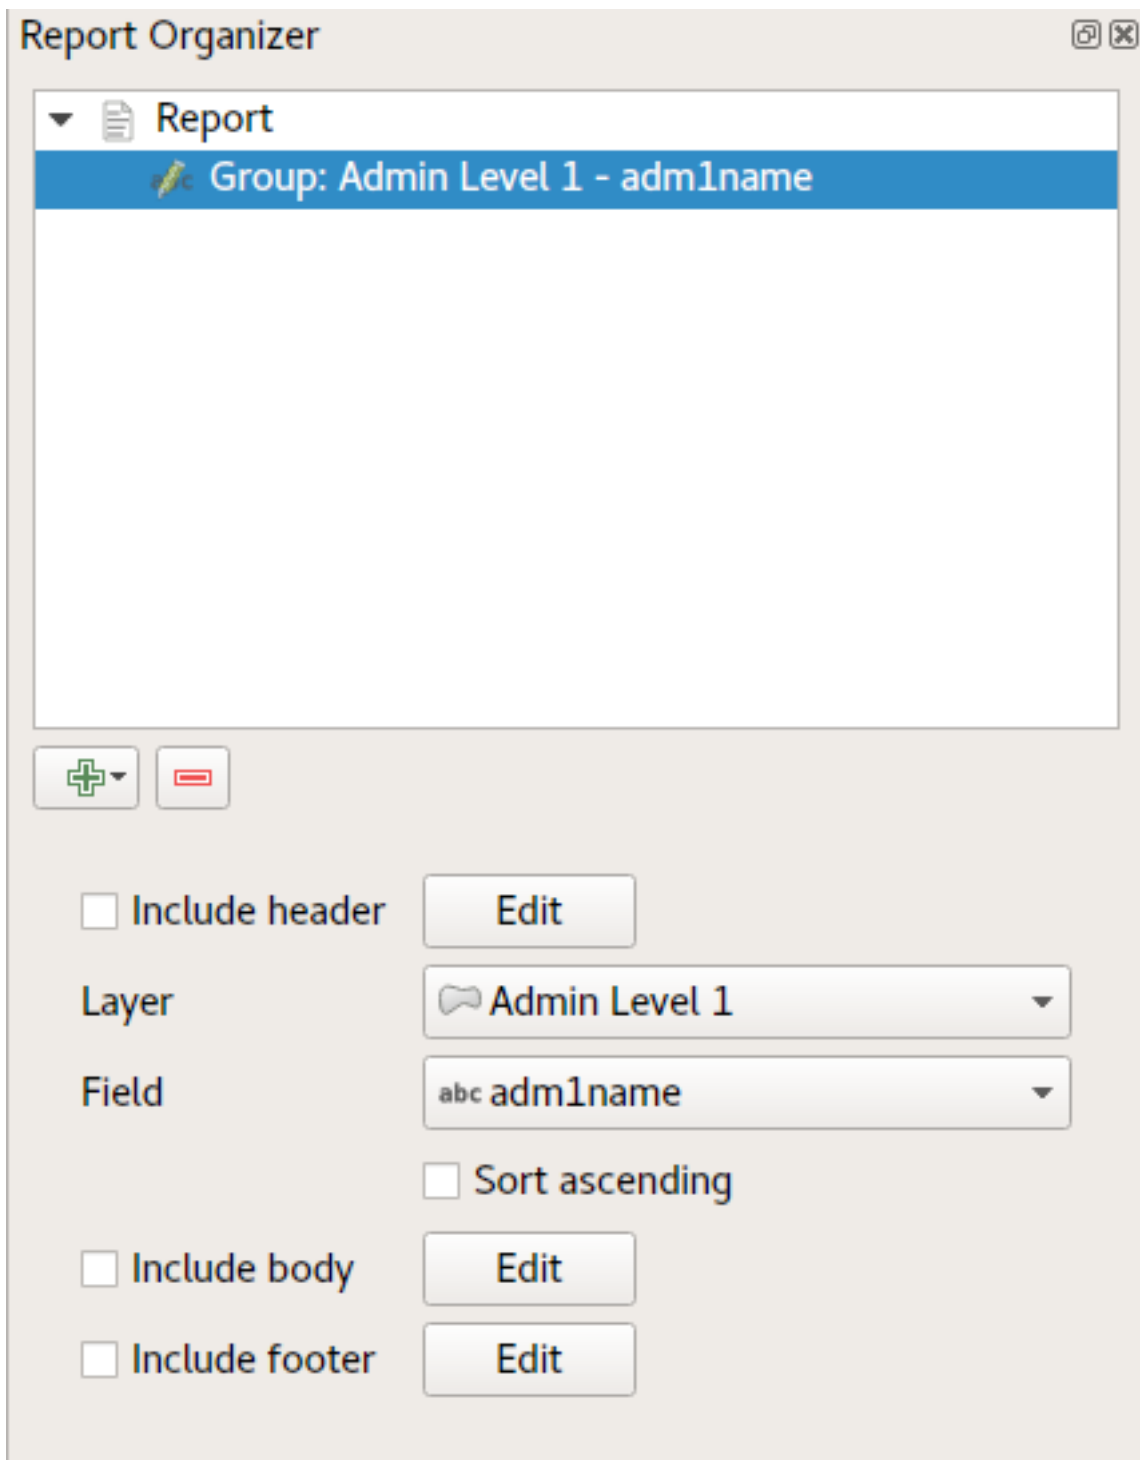 Report Organizer
Report
Group: Admin Level 1 - adm1name
Include header Edit
Layer Admin Level 1
Field abc adm1name
Sort ascending
Include body Edit
Include footer Edit